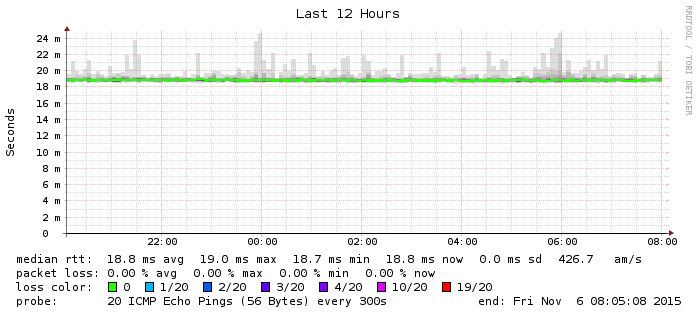 Last 12 Hours
RRDTOOL / TOBI OETIKER
Seconds
24 m
22 m
20 m
18 m
16 m
14 m
12 m
10 m
8 m
6 m
4 m
2 m
0
22:00 00:00 02:00 04:00 06:00 08:00
median rtt: 18.8 ms avg 19.0 ms max 18.7 ms min 18.8 ms now 0.0 ms sd 426.7 am/s
packet loss: 0.00 % avg 0.00 % max 0.00 % min 0.00 % now
loss color: 0 1/20 2/20 3/20 4/20 10/20 19/20
probe: 20 ICMP Echo Pings (56 Bytes) every 300s end: Fri Nov 6 08:05:08 2015